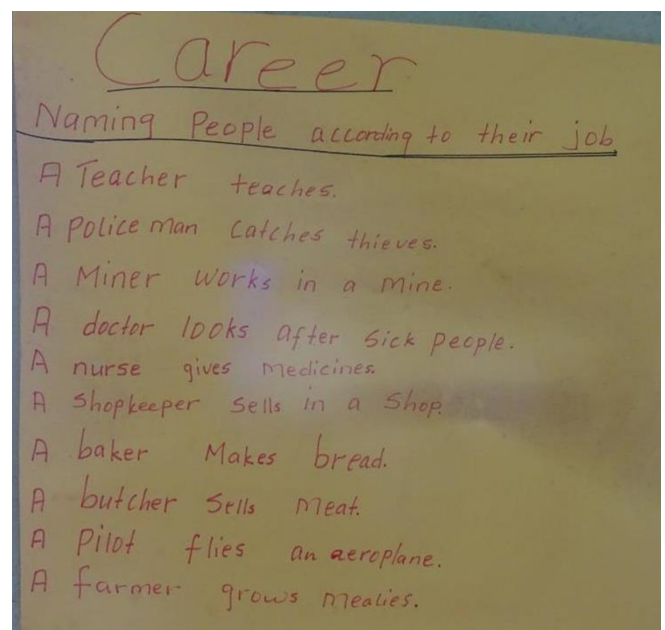 Career
Naming People according to their job
A Teacher teaches.
A Police man Catches thieves.
A Miner works in a mine.
A doctor looks after Sick people.
A nurse gives medicines.
A Shopkeeper Sells in a Shop.
A baker Makes bread.
A butcher Sells Meat.
A Pilot flies an aeroplane.
A farmer grows Mealies.